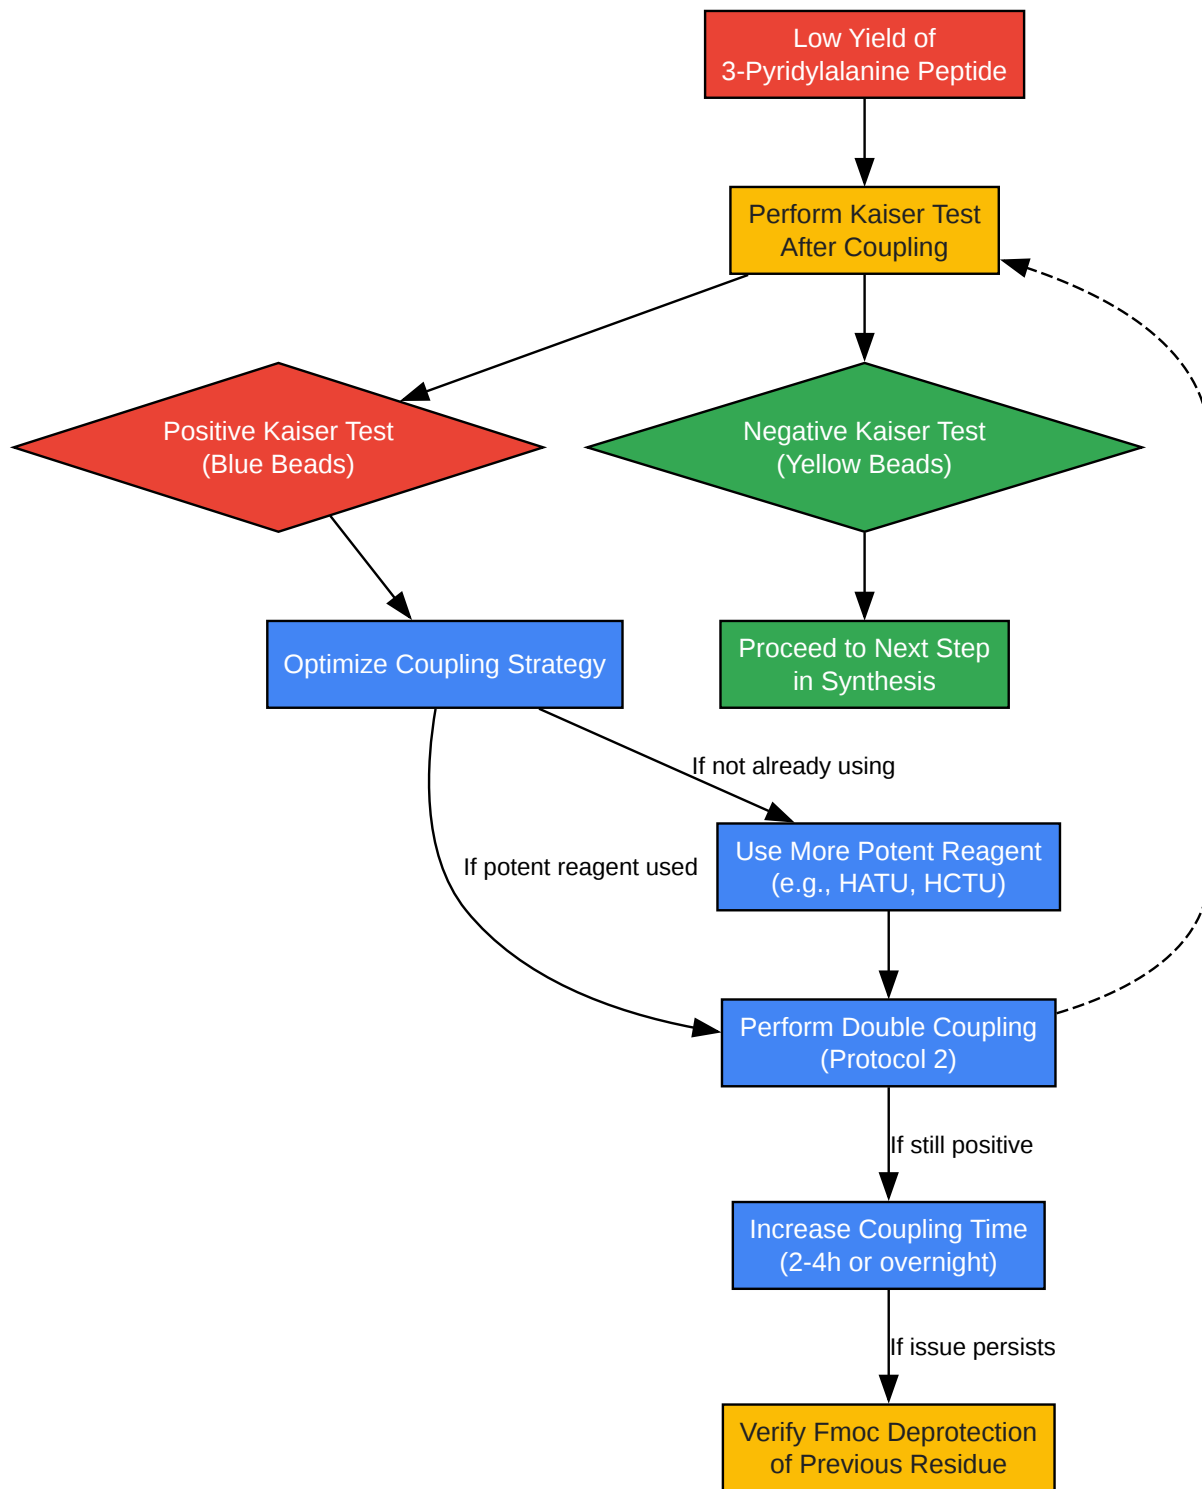 Low Yield of
3-Pyridylalanine Peptide
Perform Kaiser Test
After Coupling
Positive Kaiser Test
(Blue Beads)
Negative Kaiser Test
(Yellow Beads)
Optimize Coupling Strategy
Proceed to Next Step
in Synthesis
If not already using
If potent reagent used
Use More Potent Reagent
(e.g., HATU, HCTU)
Perform Double Coupling
(Protocol 2)
If still positive
Increase Coupling Time
(2-4h or overnight)
If issue persists
Verify Fmoc Deprotection
of Previous Residue